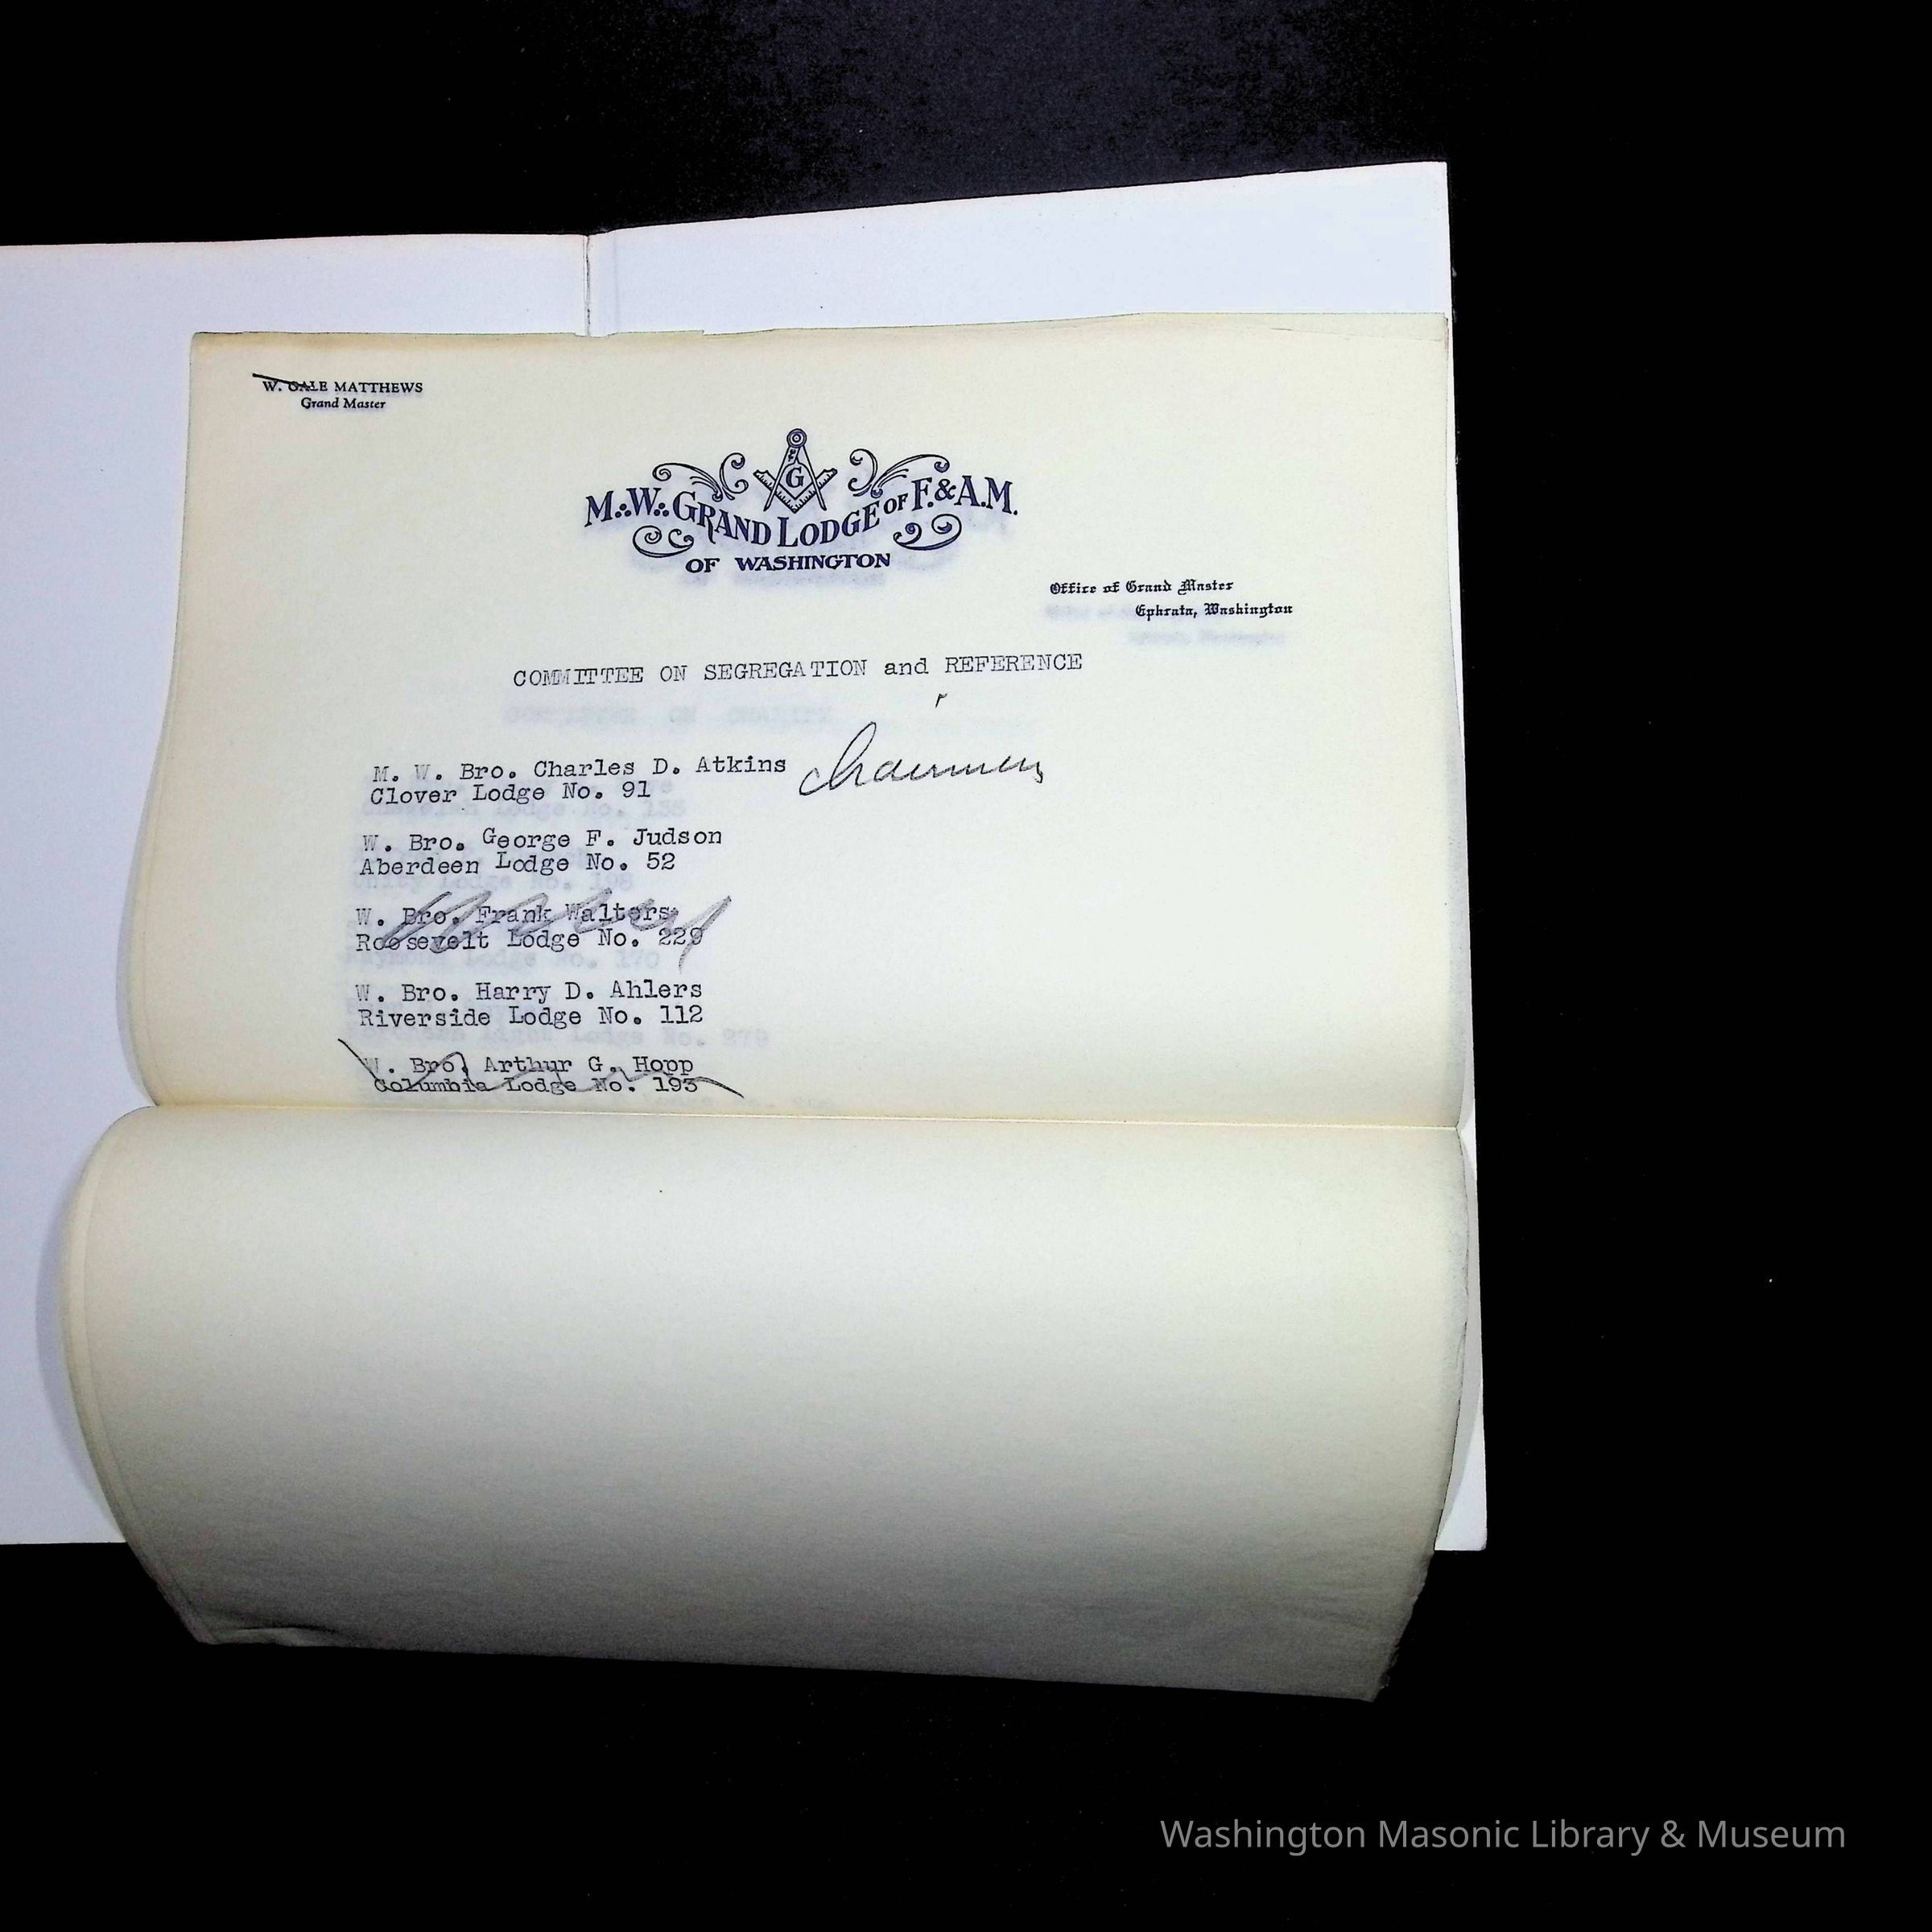 W. GALE MATTHEWS
Grand Master
G
M∴W∴ GRAND LODGE OF F.&A.M.
OF WASHINGTON
Office of Grand Master
Ephrata, Washington
COMMITTEE ON SEGREGATION and REFERENCE
M. W. Bro. Charles D. Atkins chairman
Clover Lodge No. 91
W. Bro. George F. Judson
Aberdeen Lodge No. 52
W. Bro. Frank Walters
Roosevelt Lodge No. 229
W. Bro. Harry D. Ahlers
Riverside Lodge No. 112
W. Bro. Arthur G. Hopp
Columbia Lodge No. 193
Washington Masonic Library & Museum